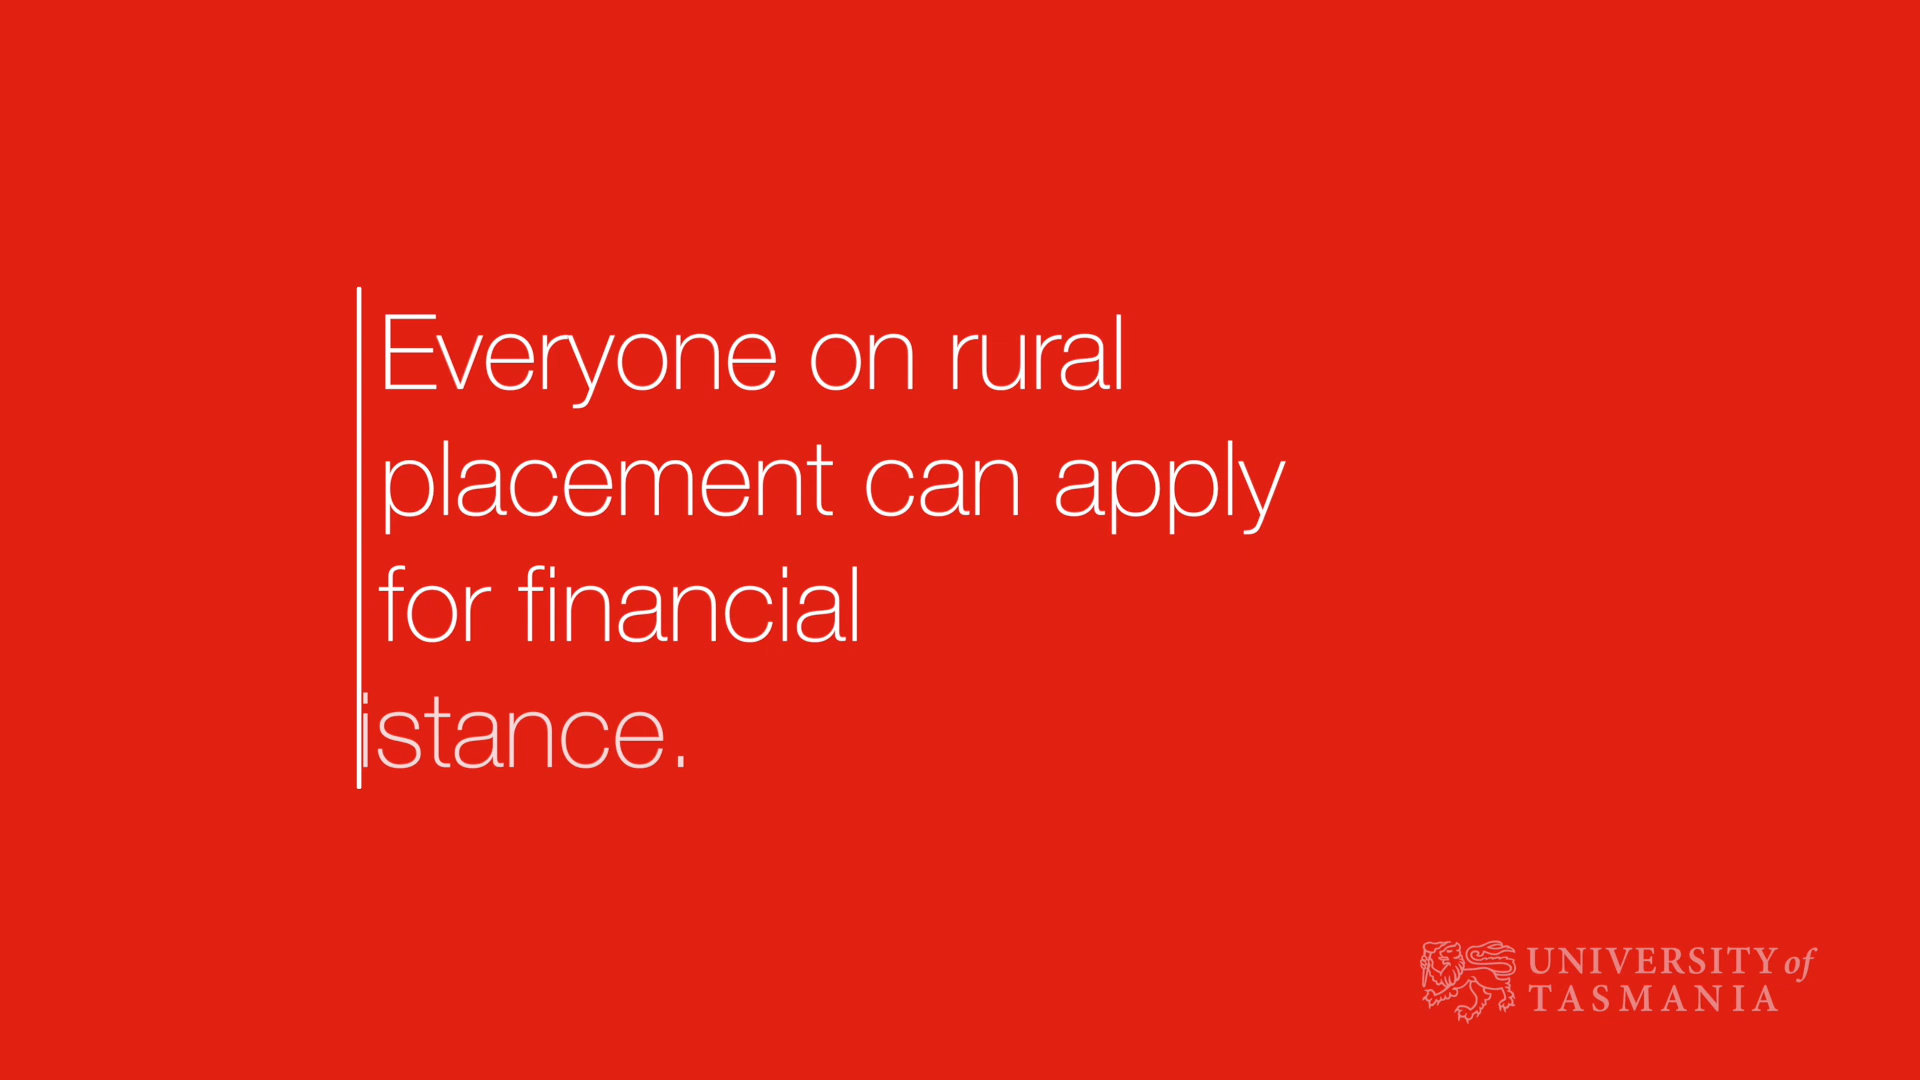 Everyone on rural
placement can apply
for financial
istance.
UNIVERSITY of
TASMANIA